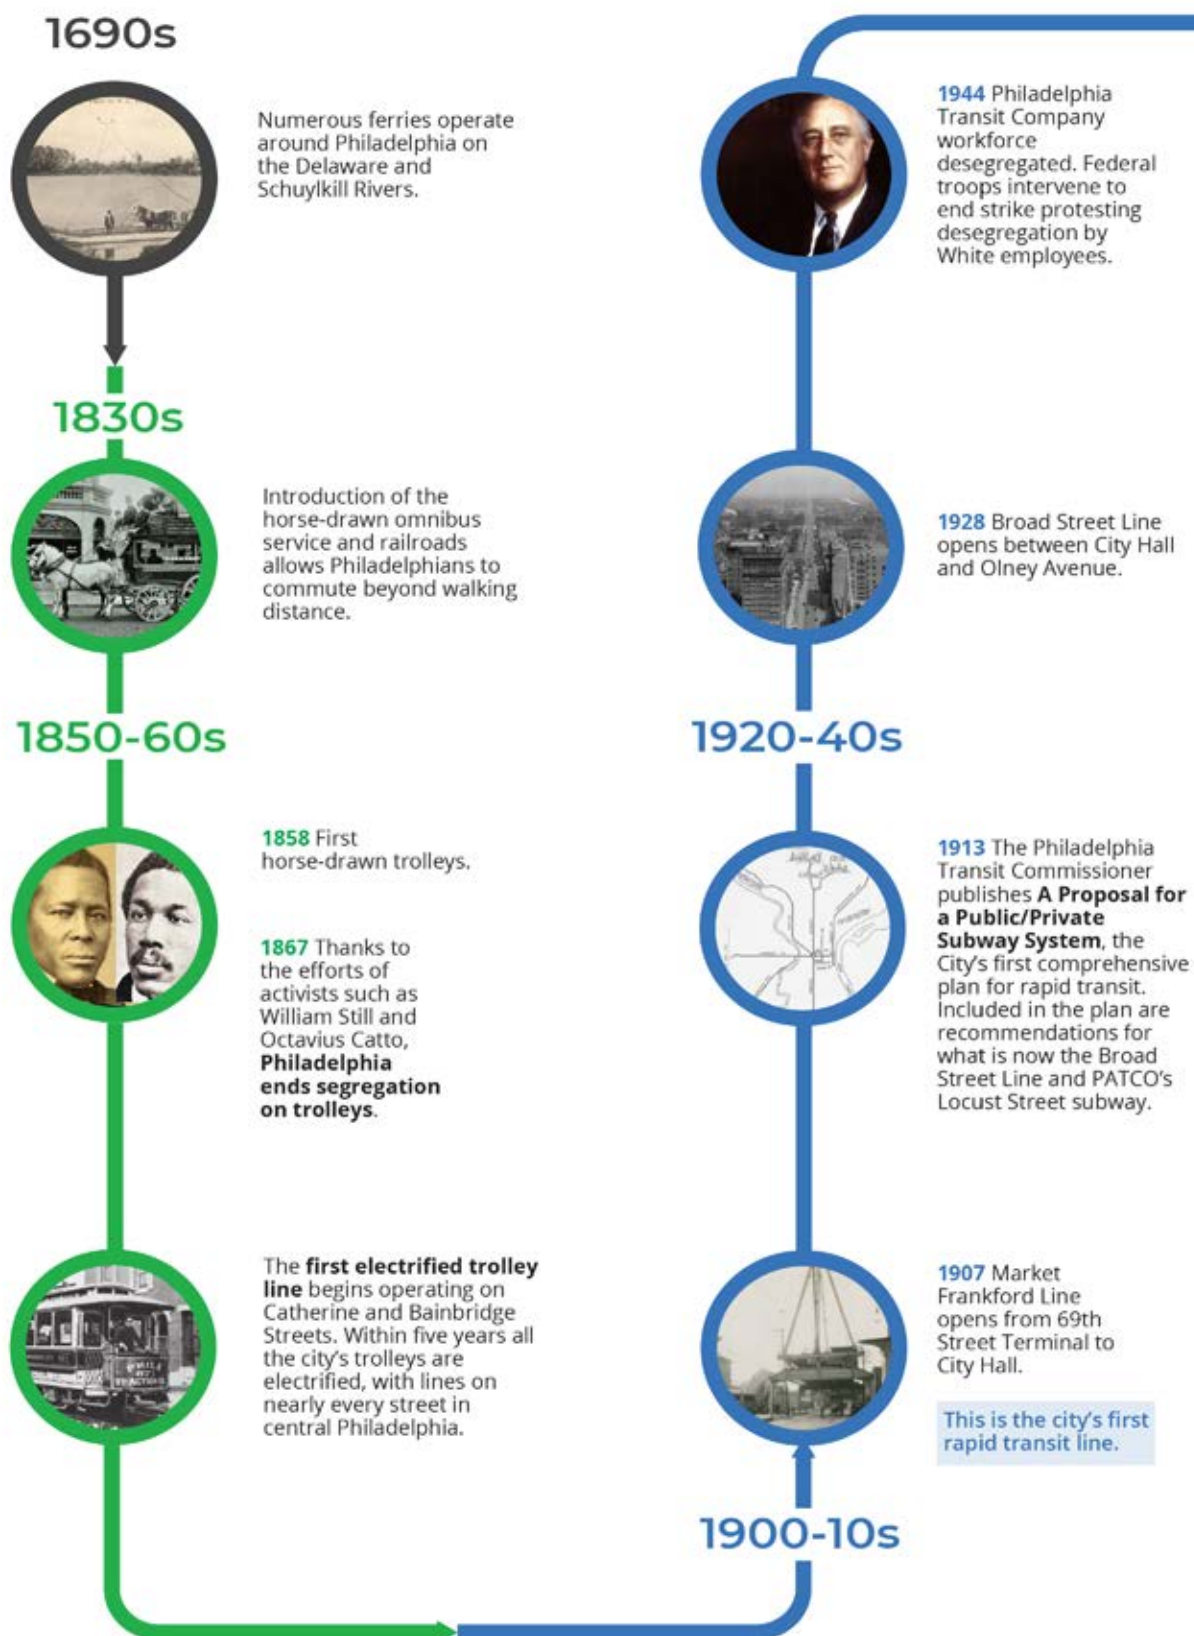 1690s
Numerous ferries operate
around Philadelphia on
the Delaware and
Schuylkill Rivers.
1830s
Introduction of the
horse-drawn omnibus
service and railroads
allows Philadelphians to
commute beyond walking
distance.
1850-60s
1858 First
horse-drawn trolleys.
1867 Thanks to
the efforts of
activists such as
William Still and
Octavius Catto,
Philadelphia
ends segregation
on trolleys.
The first electrified trolley
line begins operating on
Catherine and Bainbridge
Streets. Within five years all
the city's trolleys are
electrified, with lines on
nearly every street in
central Philadelphia.
1900-10s
1907 Market
Frankford Line
opens from 69th
Street Terminal to
City Hall.
This is the city's first
rapid transit line.
1913 The Philadelphia
Transit Commissioner
publishes A Proposal for
a Public/Private
Subway System, the
City's first comprehensive
plan for rapid transit.
Included in the plan are
recommendations for
what is now the Broad
Street Line and PATCO's
Locust Street subway.
1920-40s
1928 Broad Street Line
opens between City Hall
and Olney Avenue.
1944 Philadelphia
Transit Company
workforce
desegregated. Federal
troops intervene to
end strike protesting
desegregation by
White employees.